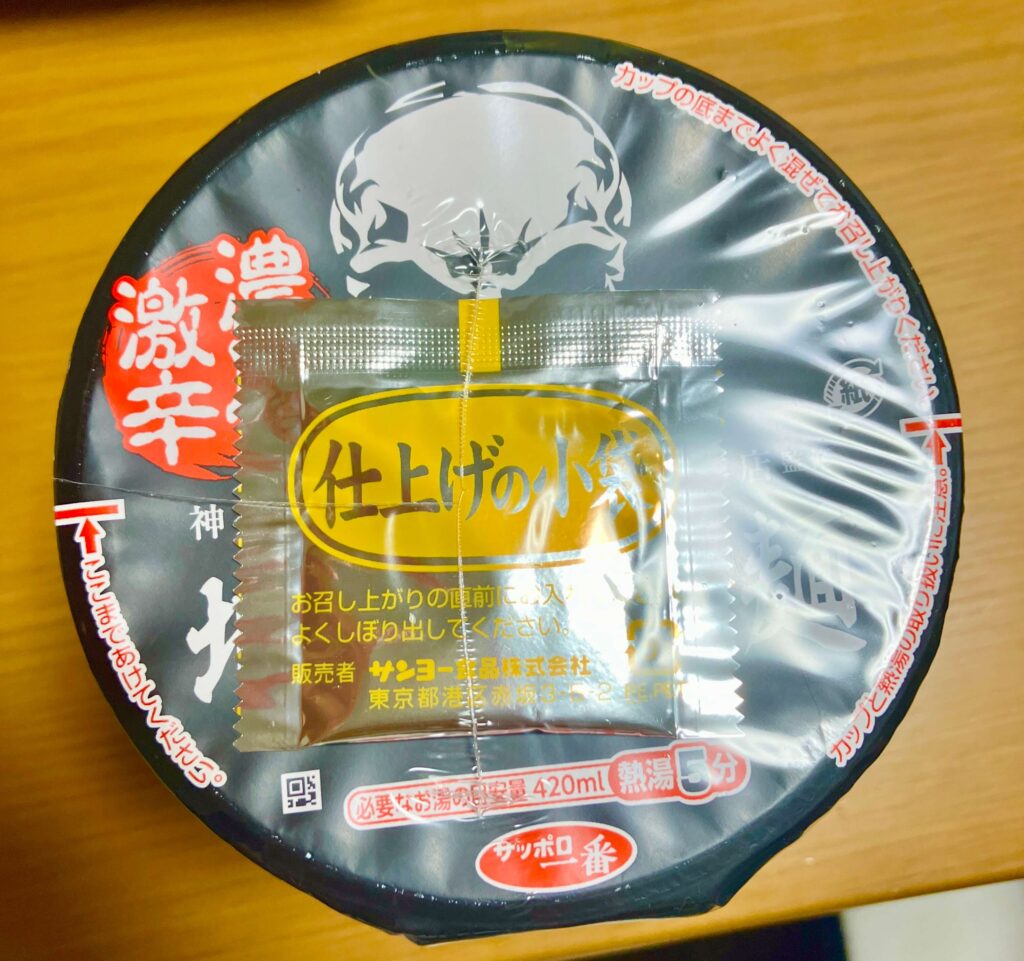 カップの底までよく混ぜてお召し上がりください。
濃
激辛
紙
仕上げの小袋
神
お召し上がりの直前にお入
よくしぼり出してください。
販売者 サンヨー食品株式会社
東京都港区赤坂3-5-2
麺
ここまであけてください。
カップと熱湯の取り扱いに注意。
必要なお湯の目安量 420ml 熱湯5分
サッポロ一番